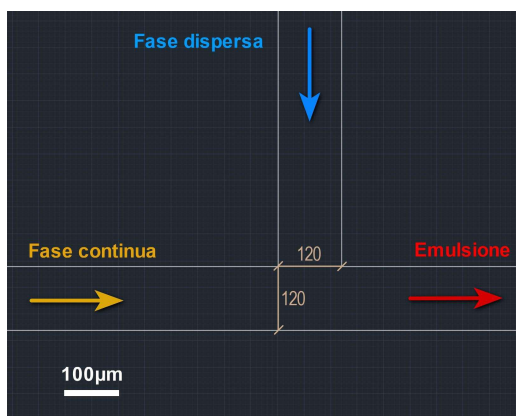 Fase dispersa
Fase continua
120
Emulsione
120
100µm